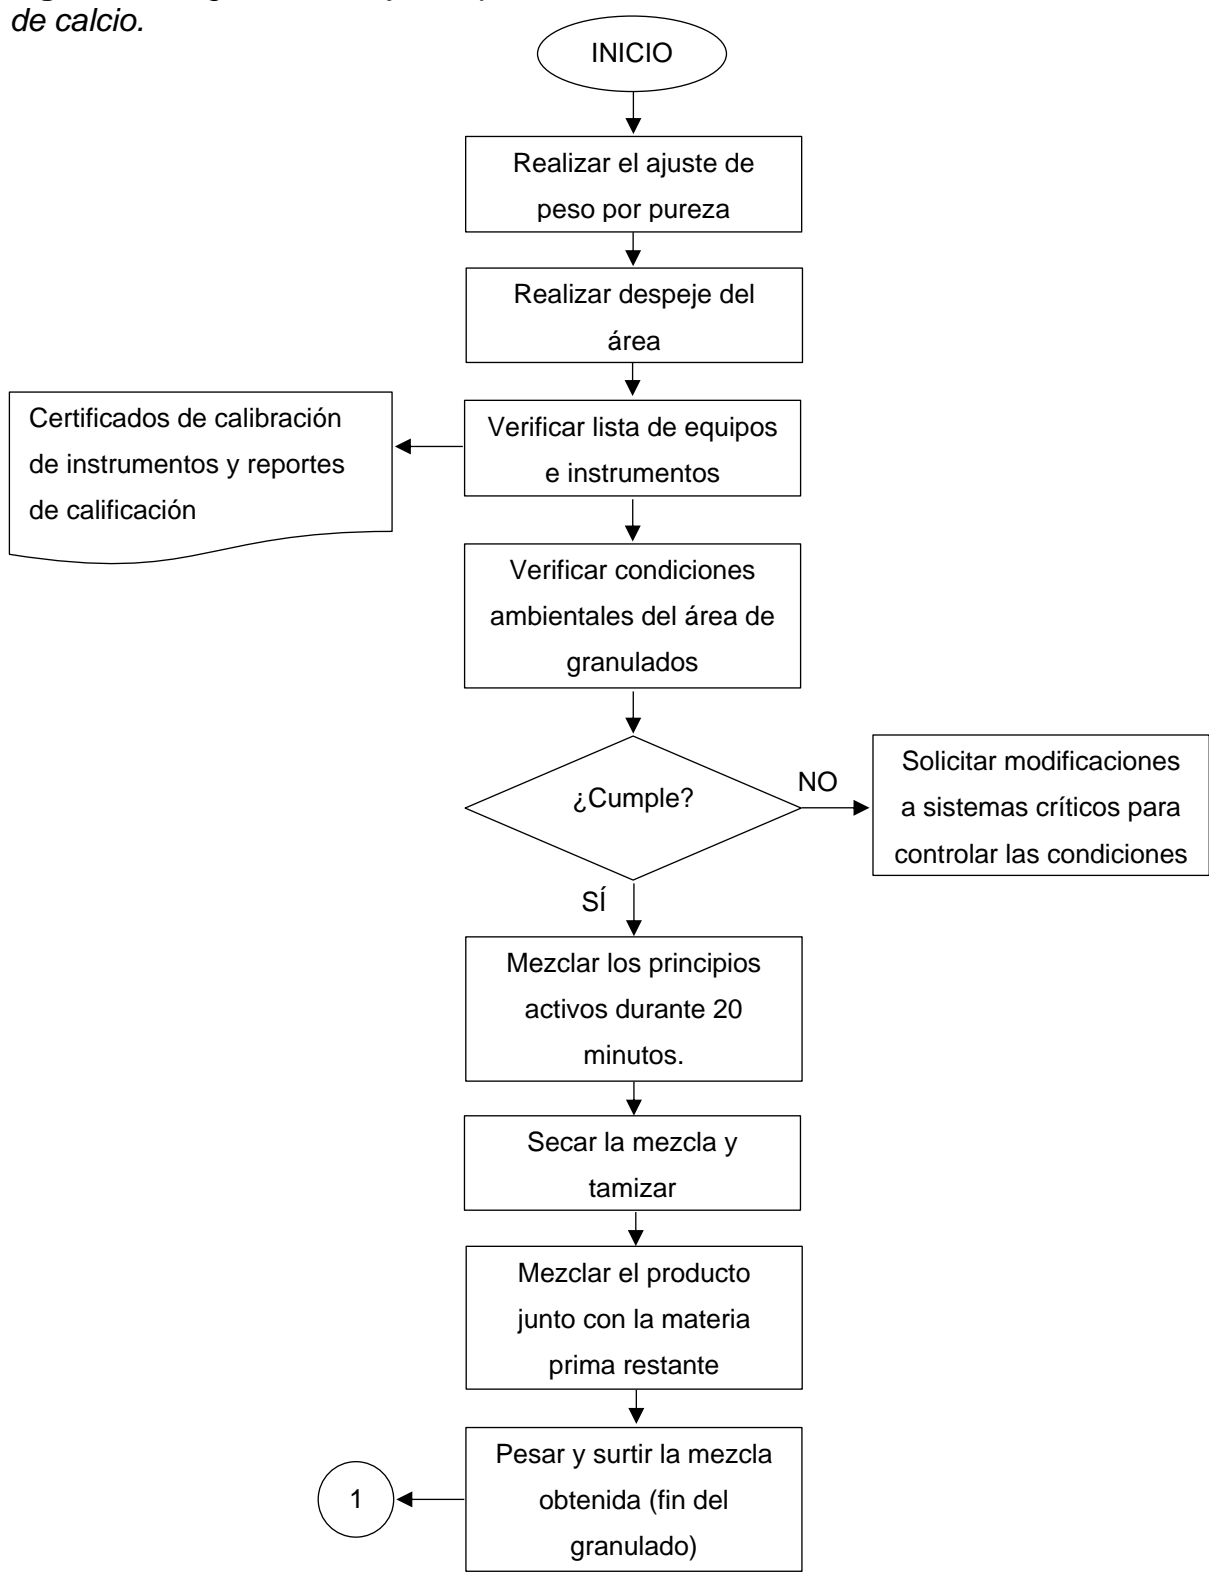 de calcio.
INICIO
Realizar el ajuste de
peso por pureza
Realizar despeje del
área
Certificados de calibración
de instrumentos y reportes
de calificación
Verificar lista de equipos
e instrumentos
Verificar condiciones
ambientales del área de
granulados
¿Cumple?
NO
Solicitar modificaciones
a sistemas críticos para
controlar las condiciones
SÍ
Mezclar los principios
activos durante 20
minutos.
Secar la mezcla y
tamizar
Mezclar el producto
junto con la materia
prima restante
Pesar y surtir la mezcla
obtenida (fin del
granulado)
1